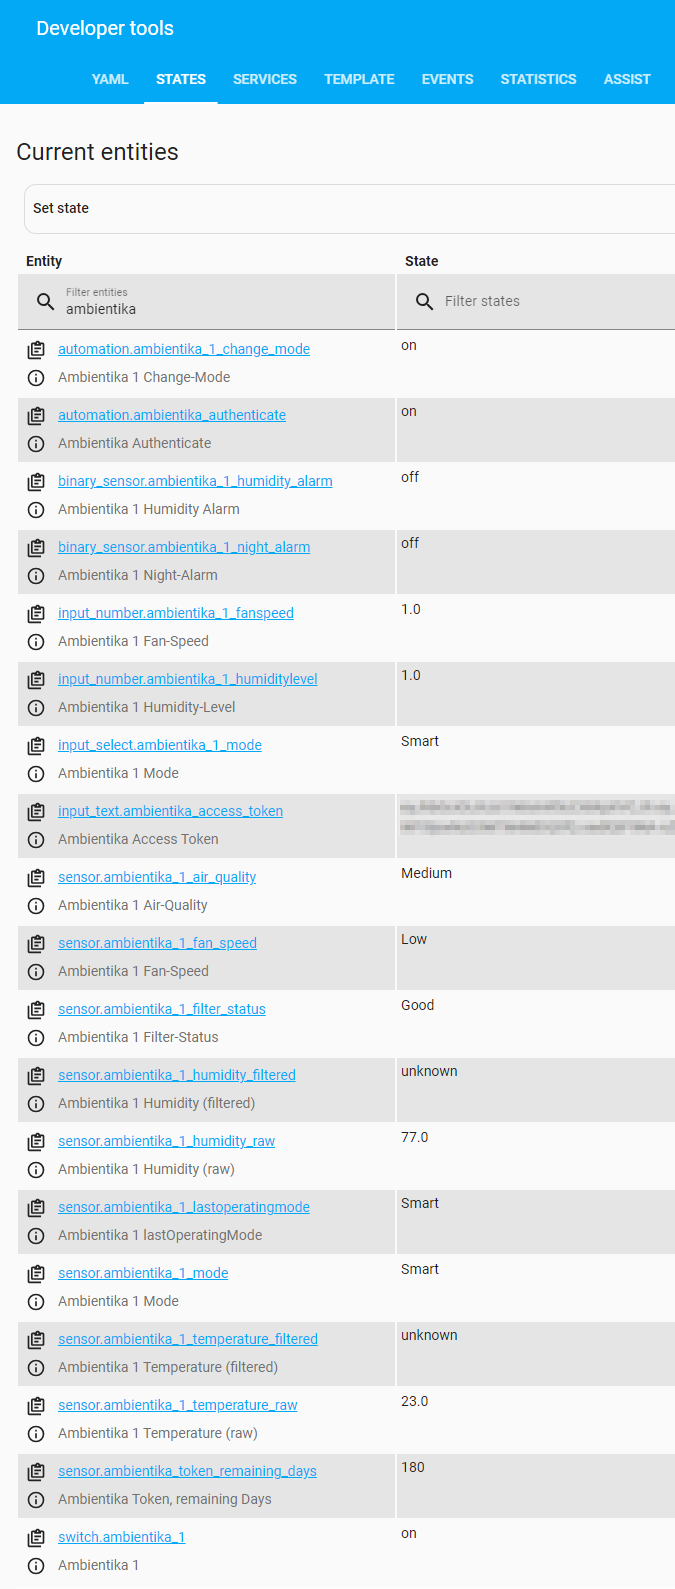 Developer tools
YAML STATES SERVICES TEMPLATE EVENTS STATISTICS ASSIST
Current entities
Set state
Entity State
Filter entities
ambientika Filter states
automation.ambientika_1_change_mode on
Ambientika 1 Change-Mode
automation.ambientika_authenticate on
Ambientika Authenticate
binary_sensor.ambientika_1_humidity_alarm off
Ambientika 1 Humidity Alarm
binary_sensor.ambientika_1_night_alarm off
Ambientika 1 Night-Alarm
input_number.ambientika_1_fanspeed 1.0
Ambientika 1 Fan-Speed
input_number.ambientika_1_humiditylevel 1.0
Ambientika 1 Humidity-Level
input_select.ambientika_1_mode Smart
Ambientika 1 Mode
input_text.ambientika_access_token
Ambientika Access Token
sensor.ambientika_1_air_quality Medium
Ambientika 1 Air-Quality
sensor.ambientika_1_fan_speed Low
Ambientika 1 Fan-Speed
sensor.ambientika_1_filter_status Good
Ambientika 1 Filter-Status
sensor.ambientika_1_humidity_filtered unknown
Ambientika 1 Humidity (filtered)
sensor.ambientika_1_humidity_raw 77.0
Ambientika 1 Humidity (raw)
sensor.ambientika_1_lastoperatingmode Smart
Ambientika 1 lastOperatingMode
sensor.ambientika_1_mode Smart
Ambientika 1 Mode
sensor.ambientika_1_temperature_filtered unknown
Ambientika 1 Temperature (filtered)
sensor.ambientika_1_temperature_raw 23.0
Ambientika 1 Temperature (raw)
sensor.ambientika_token_remaining_days 180
Ambientika Token, remaining Days
switch.ambientika_1 on
Ambientika 1